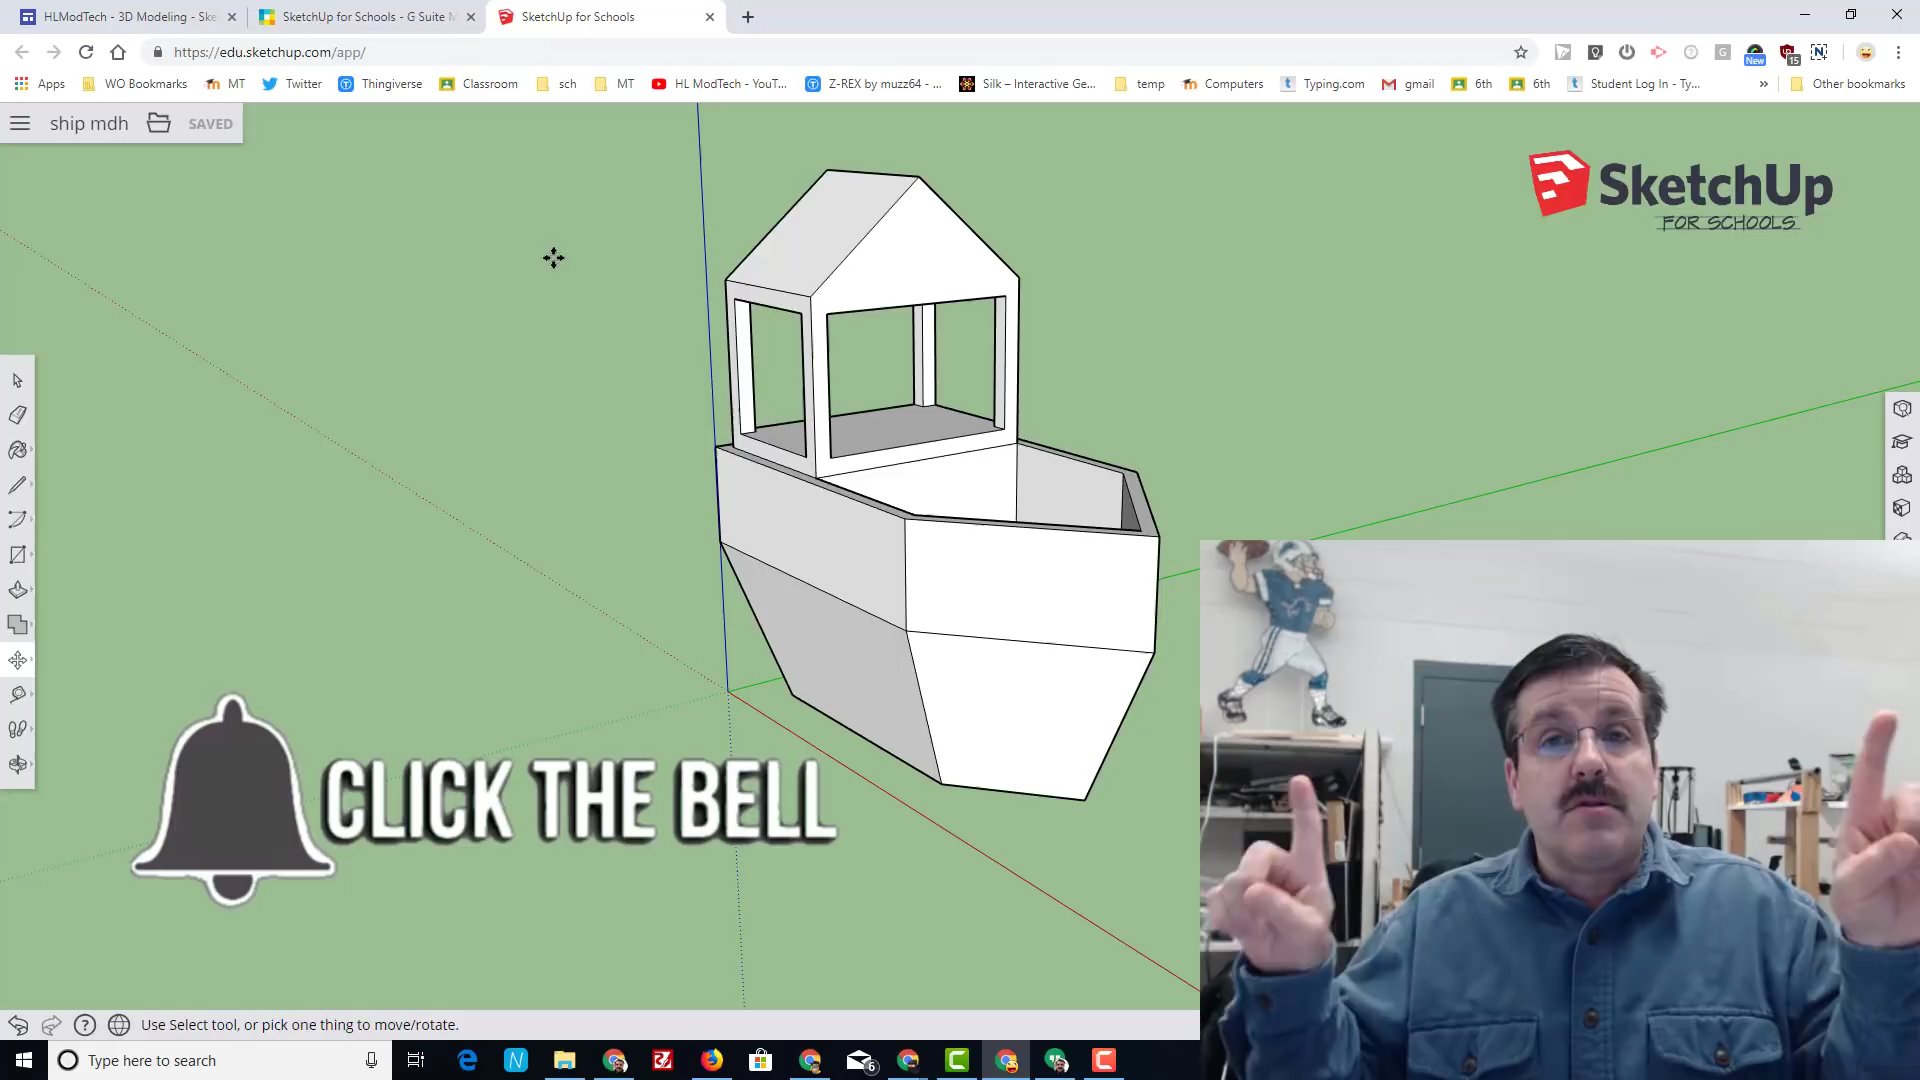 HLModTech - 3D Modeling - Ske
SketchUp for Schools - G Suite M
SketchUp for Schools
https://edu.sketchup.com/app/
New
15
Apps
WO Bookmarks
MT
Twitter
Thingiverse
Classroom
sch
MT
HL ModTech - YouT...
Z-REX by muzz64 - ...
Silk – Interactive Ge...
temp
Computers
Typing.com
gmail
6th
6th
Student Log In - Ty...
»
Other bookmarks
ship mdh
SAVED
SketchUp
FOR SCHOOLS
CLICK THE BELL
Use Select tool, or pick one thing to move/rotate.
Type here to search
6